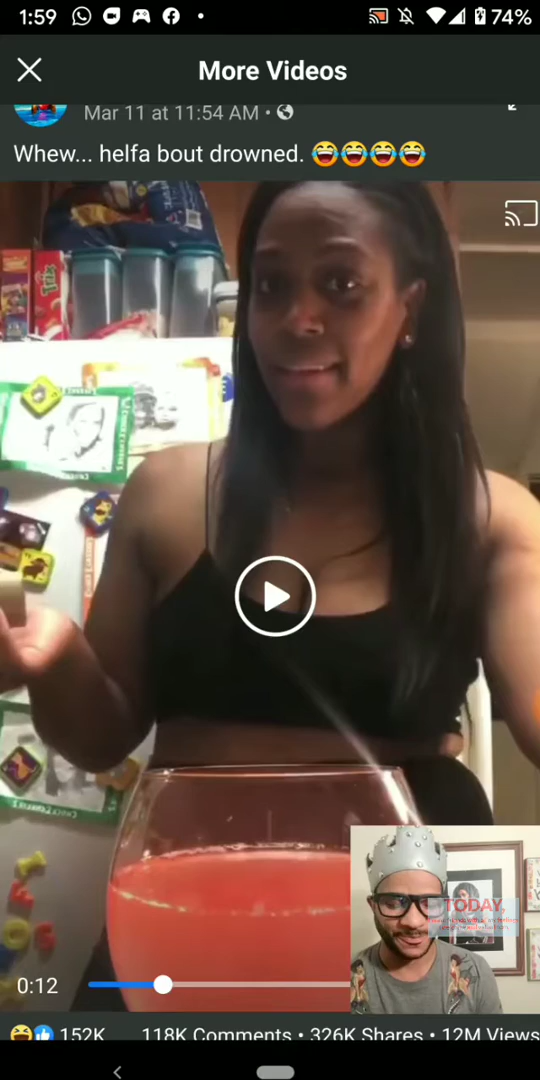 1:59
74%
More Videos
Mar 11 at 11:54 AM •
Whew... helfa bout drowned. 😂😂😂😂
Trix
TODAY,
0:12
152K 118K Comments • 326K Shares • 12M Views